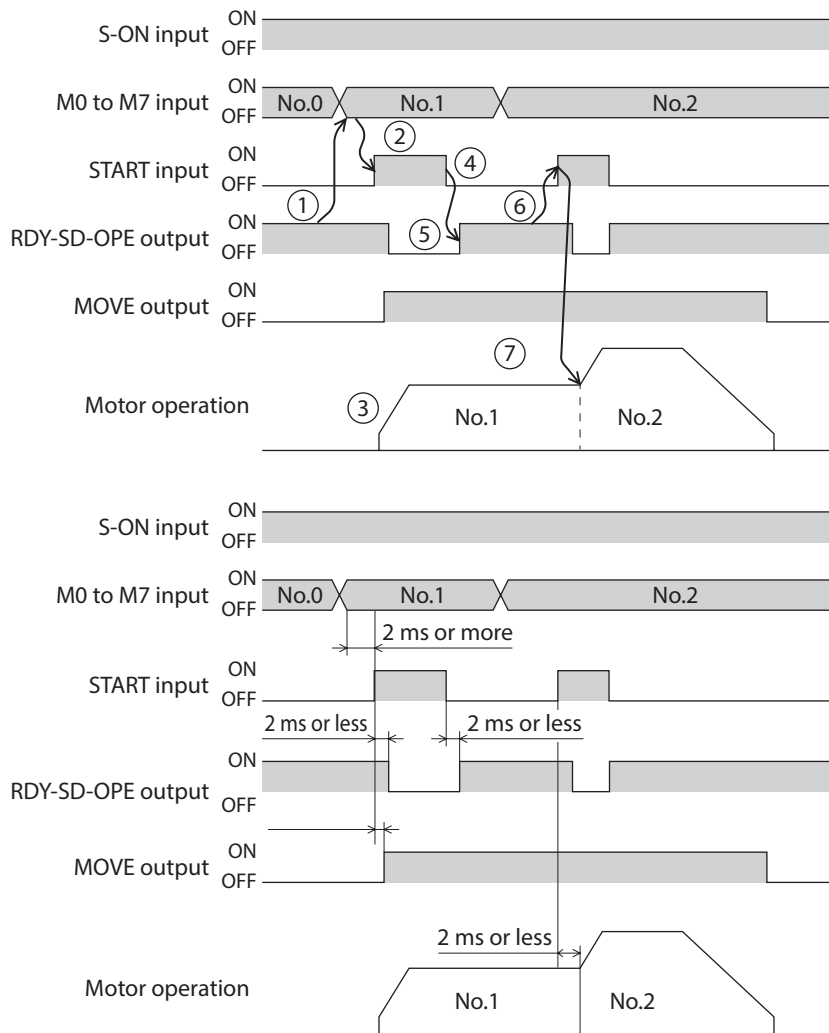 ON
S-ON input
OFF
ON
M0 to M7 input
No.0
No.1
No.2
OFF
②
ON
START input
④
OFF
①
⑥
ON
RDY-SD-OPE output
⑤
OFF
ON
MOVE output
OFF
⑦
Motor operation
③
No.1
No.2
ON
S-ON input
OFF
ON
M0 to M7 input
No.0
No.1
No.2
OFF
2 ms or more
ON
START input
OFF
2 ms or less
2 ms or less
ON
RDY-SD-OPE output
OFF
ON
MOVE output
OFF
2 ms or less
Motor operation
No.1
No.2